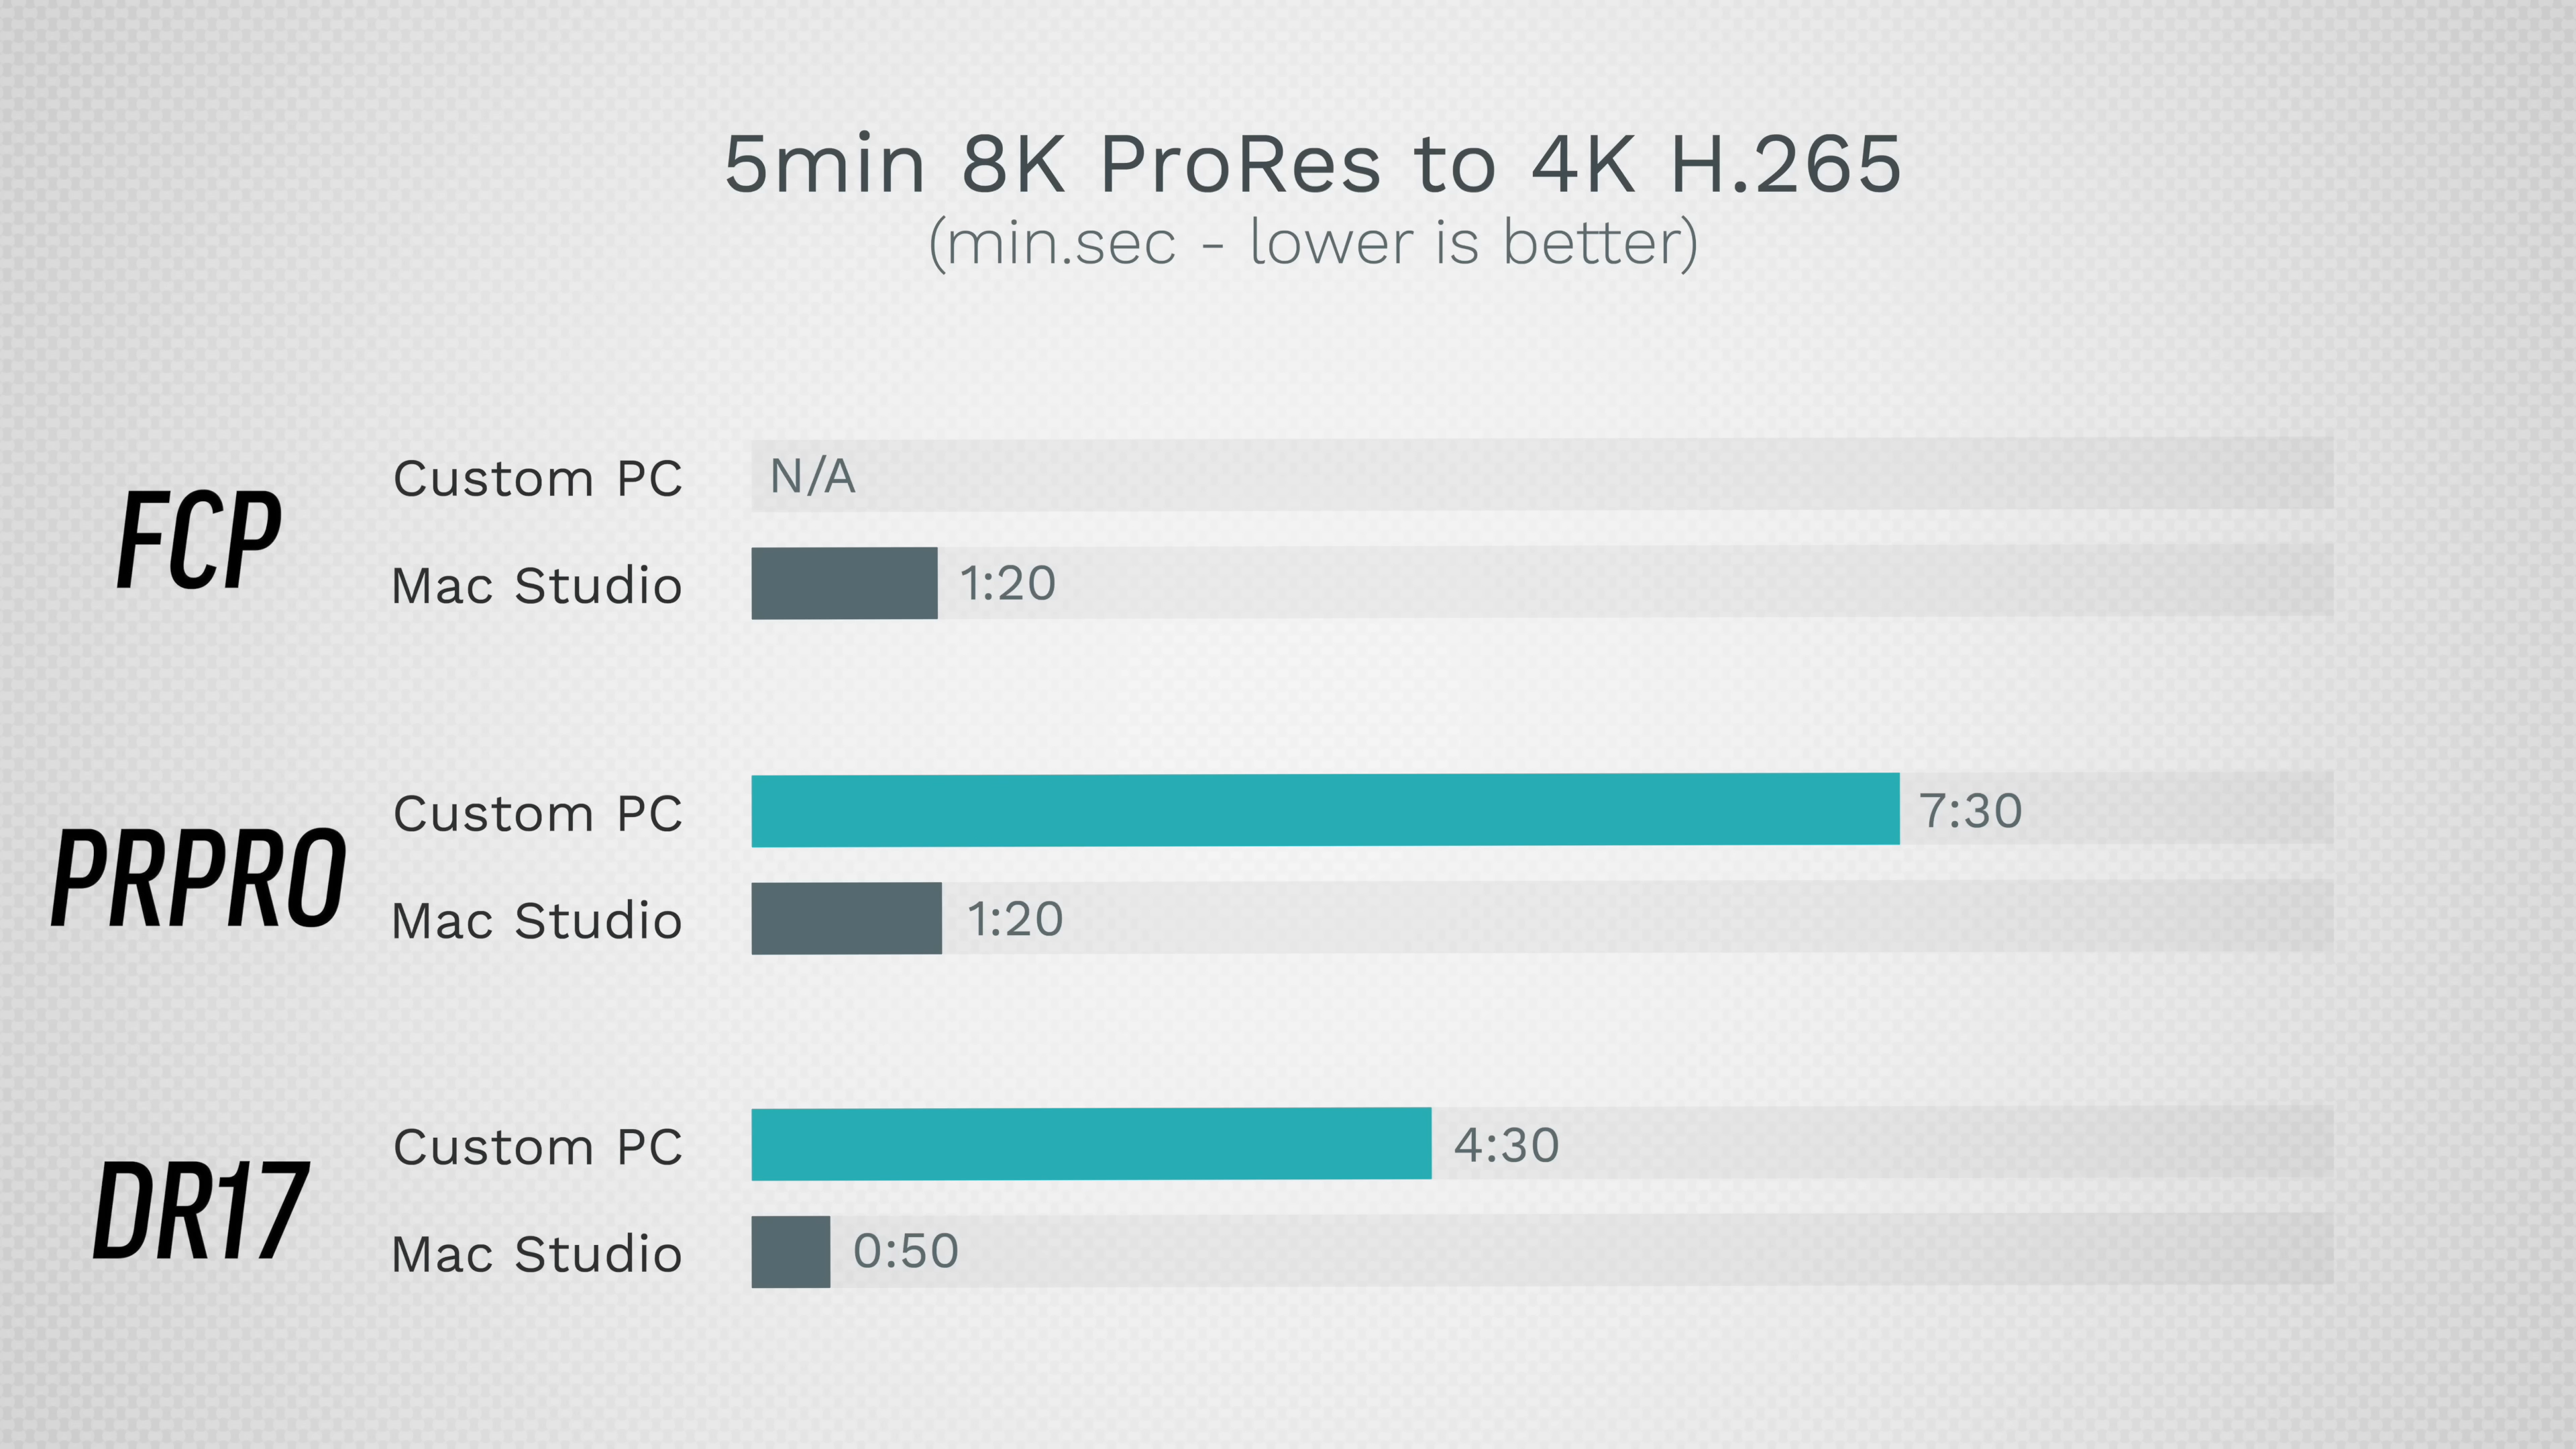 5min 8K ProRes to 4K H.265
(min.sec - lower is better)
FCP
Custom PC N/A
Mac Studio 1:20
PRPRO
Custom PC 7:30
Mac Studio 1:20
DR17
Custom PC 4:30
Mac Studio 0:50